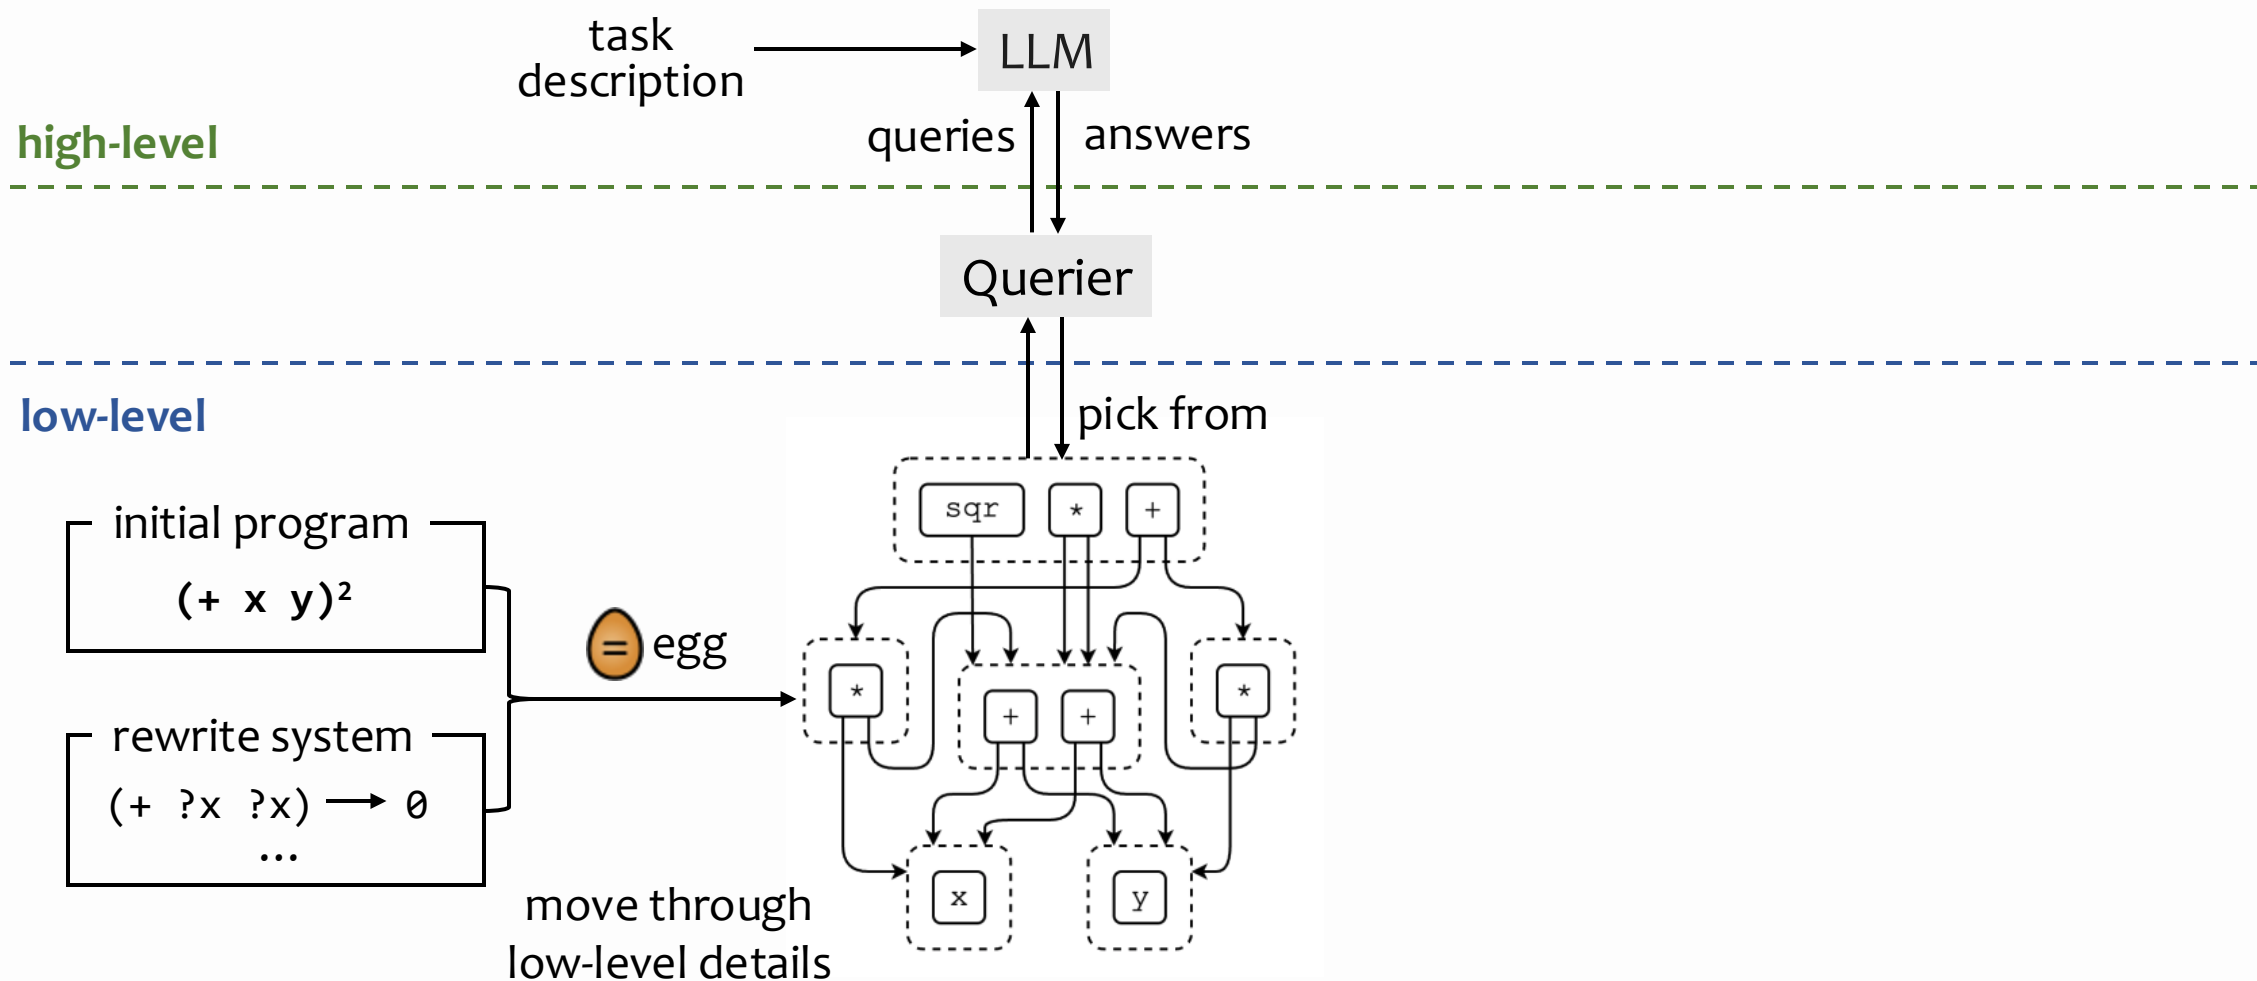 task
description
LLM
high-level
queries
answers
Querier
low-level
pick from
sqr
*
+
initial program
(+ x y)²
= egg
*
+
+
*
rewrite system
(+ ?x ?x) → 0
...
x
y
move through
low-level details